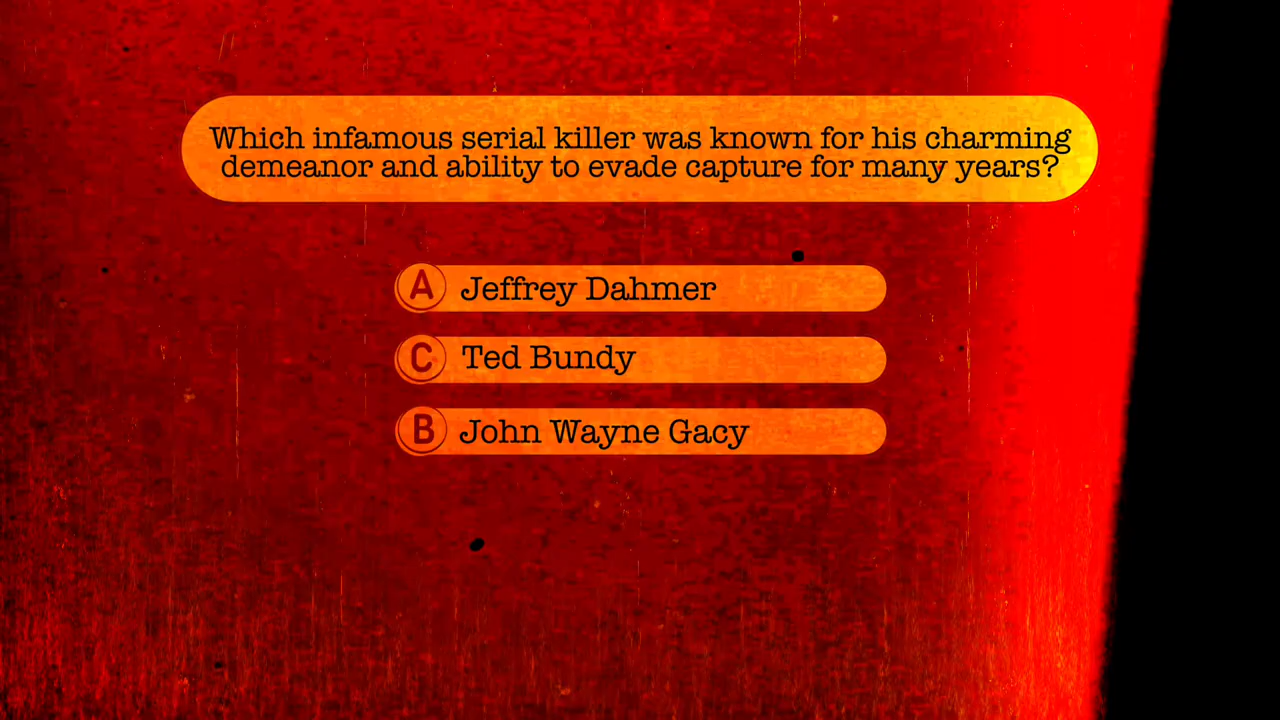 Which infamous serial killer was known for his charming
demeanor and ability to evade capture for many years?
A Jeffrey Dahmer
C Ted Bundy
B John Wayne Gacy